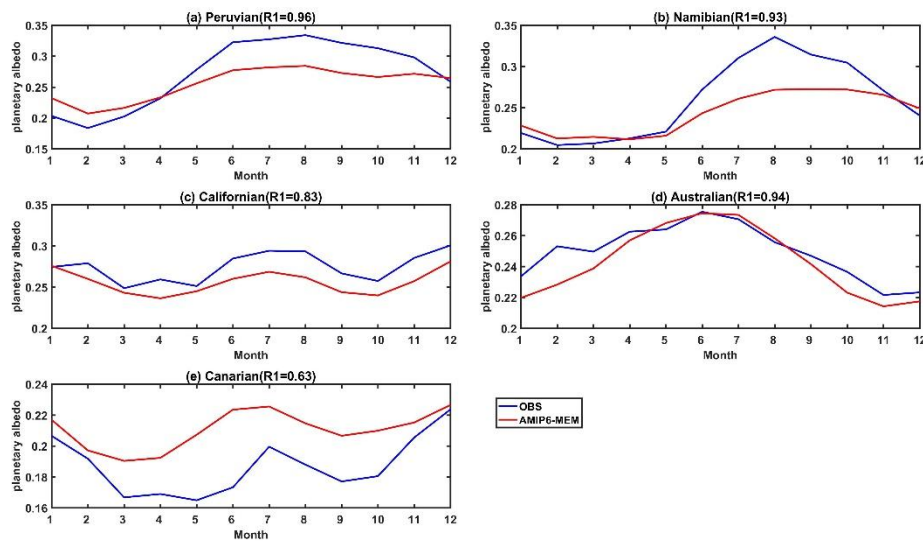 (a) Peruvian(R1=0.96)
planetary albedo
0.35
0.3
0.25
0.2
0.15
1 2 3 4 5 6 7 8 9 10 11 12
Month
(b) Namibian(R1=0.93)
planetary albedo
0.35
0.3
0.25
0.2
1 2 3 4 5 6 7 8 9 10 11 12
Month
(c) Californian(R1=0.83)
planetary albedo
0.35
0.3
0.25
0.2
1 2 3 4 5 6 7 8 9 10 11 12
Month
(d) Australian(R1=0.94)
planetary albedo
0.28
0.26
0.24
0.22
0.2
1 2 3 4 5 6 7 8 9 10 11 12
Month
(e) Canarian(R1=0.63)
planetary albedo
0.24
0.22
0.2
0.18
0.16
1 2 3 4 5 6 7 8 9 10 11 12
Month
OBS
AMIP6-MEM